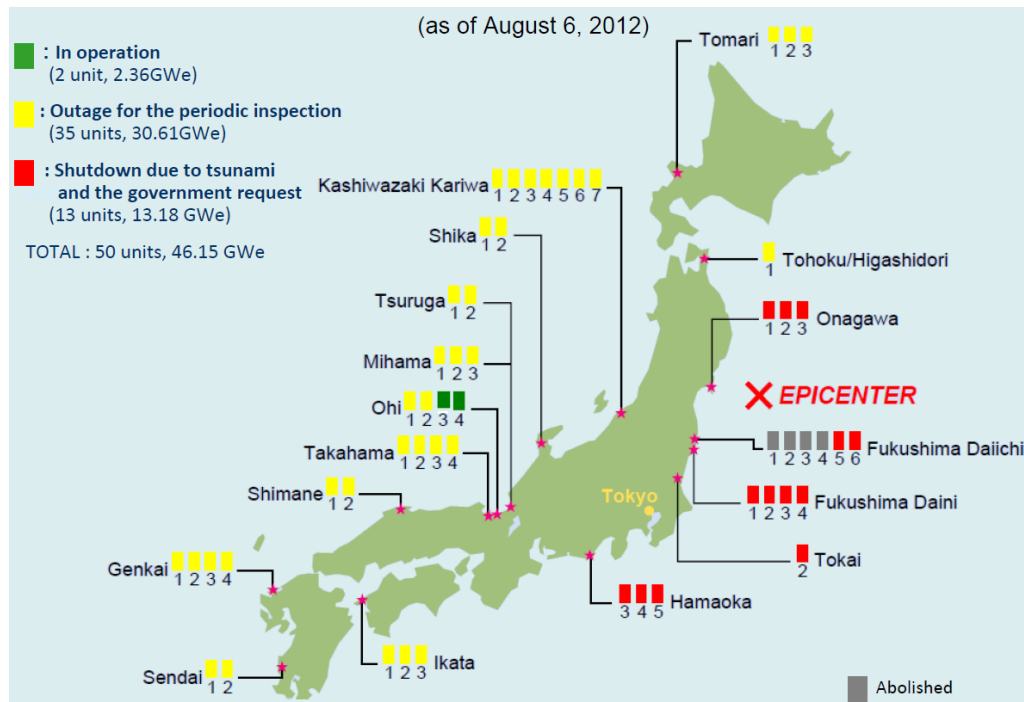 (as of August 6, 2012)
: In operation
(2 unit, 2.36GWe)
: Outage for the periodic inspection
(35 units, 30.61GWe)
: Shutdown due to tsunami
and the government request
(13 units, 13.18 GWe)
TOTAL : 50 units, 46.15 GWe
Tomari
1 2 3
Kashiwazaki Kariwa
1 2 3 4 5 6 7
Shika
1 2
Tohoku/Higashidori
1
Tsuruga
1 2
Onagawa
1 2 3
Mihama
1 2 3
EPICENTER
Ohi
1 2 3 4
Takahama
1 2 3 4
Fukushima Daiichi
1 2 3 4 5 6
Shimane
1 2
Tokyo
Fukushima Daini
1 2 3 4
Genkai
1 2 3 4
Tokai
2
Hamaoka
3 4 5
Ikata
1 2 3
Sendai
1 2
Abolished